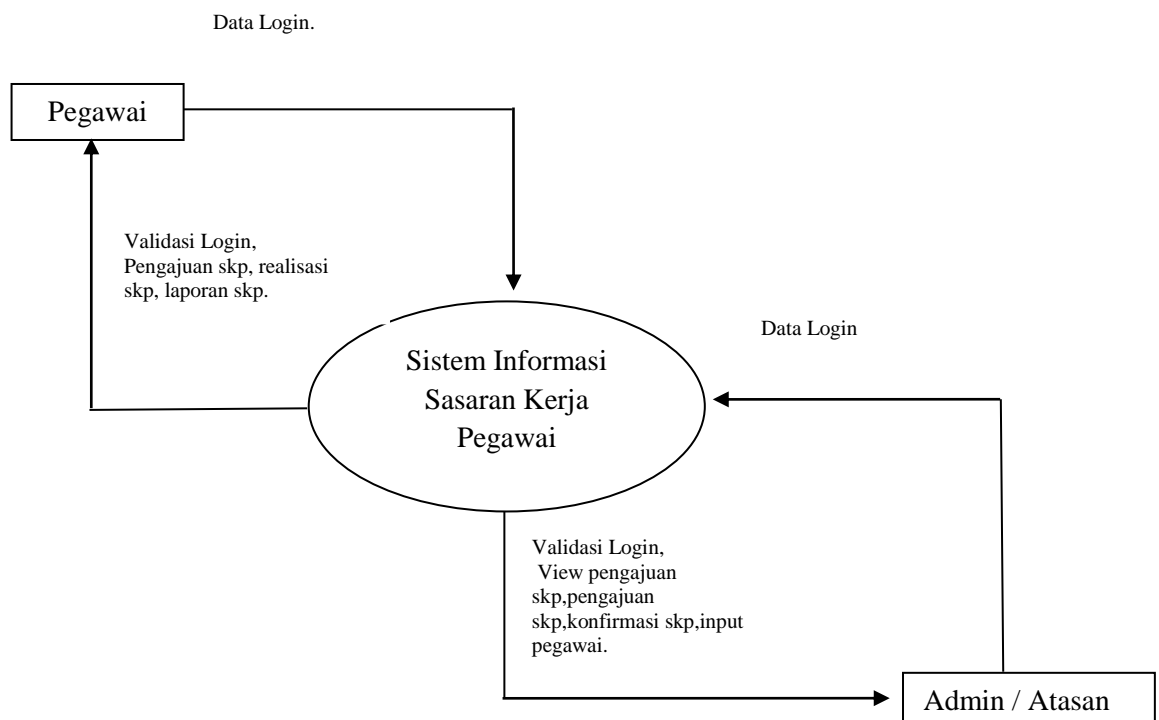 Data Login.
Pegawai
Validasi Login,
Pengajuan skp, realisasi
skp, laporan skp.
Sistem Informasi
Sasaran Kerja
Pegawai
Data Login
Validasi Login,
View pengajuan
skp,pengajuan
skp,konfirmasi skp,input
pegawai.
Admin / Atasan